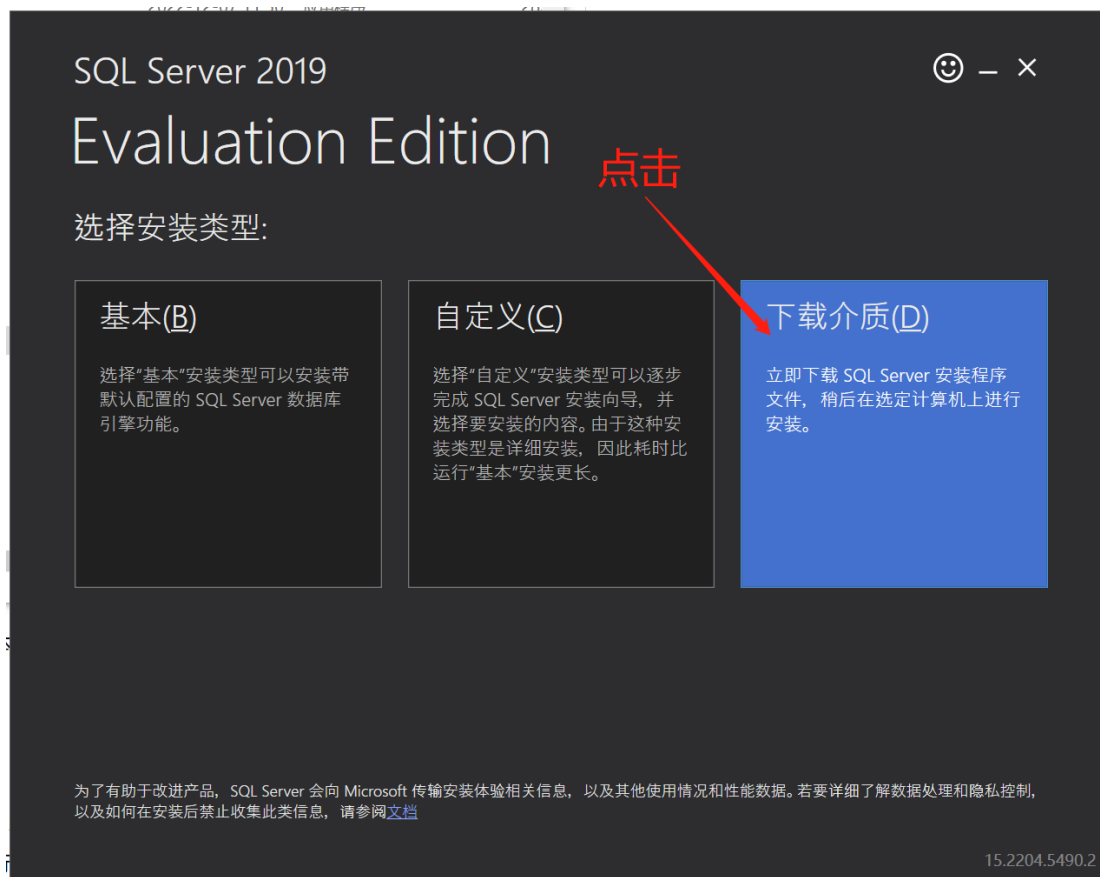 SQL Server 2019
Evaluation Edition
点击
选择安装类型:
基本(B)
选择“基本”安装类型可以安装带
默认配置的 SQL Server 数据库
引擎功能。
自定义(C)
选择“自定义”安装类型可以逐步
完成 SQL Server 安装向导，并
选择要安装的内容。由于这种安
装类型是详细安装，因此耗时比
运行“基本”安装更长。
下载介质(D)
立即下载 SQL Server 安装程序
文件，稍后在选定计算机上进行
安装。
为了有助于改进产品，SQL Server 会向 Microsoft 传输安装体验相关信息，以及其他使用情况和性能数据。若要详细了解数据处理和隐私控制，
以及如何在安装后禁止收集此类信息，请参阅文档
15.2204.5490.2